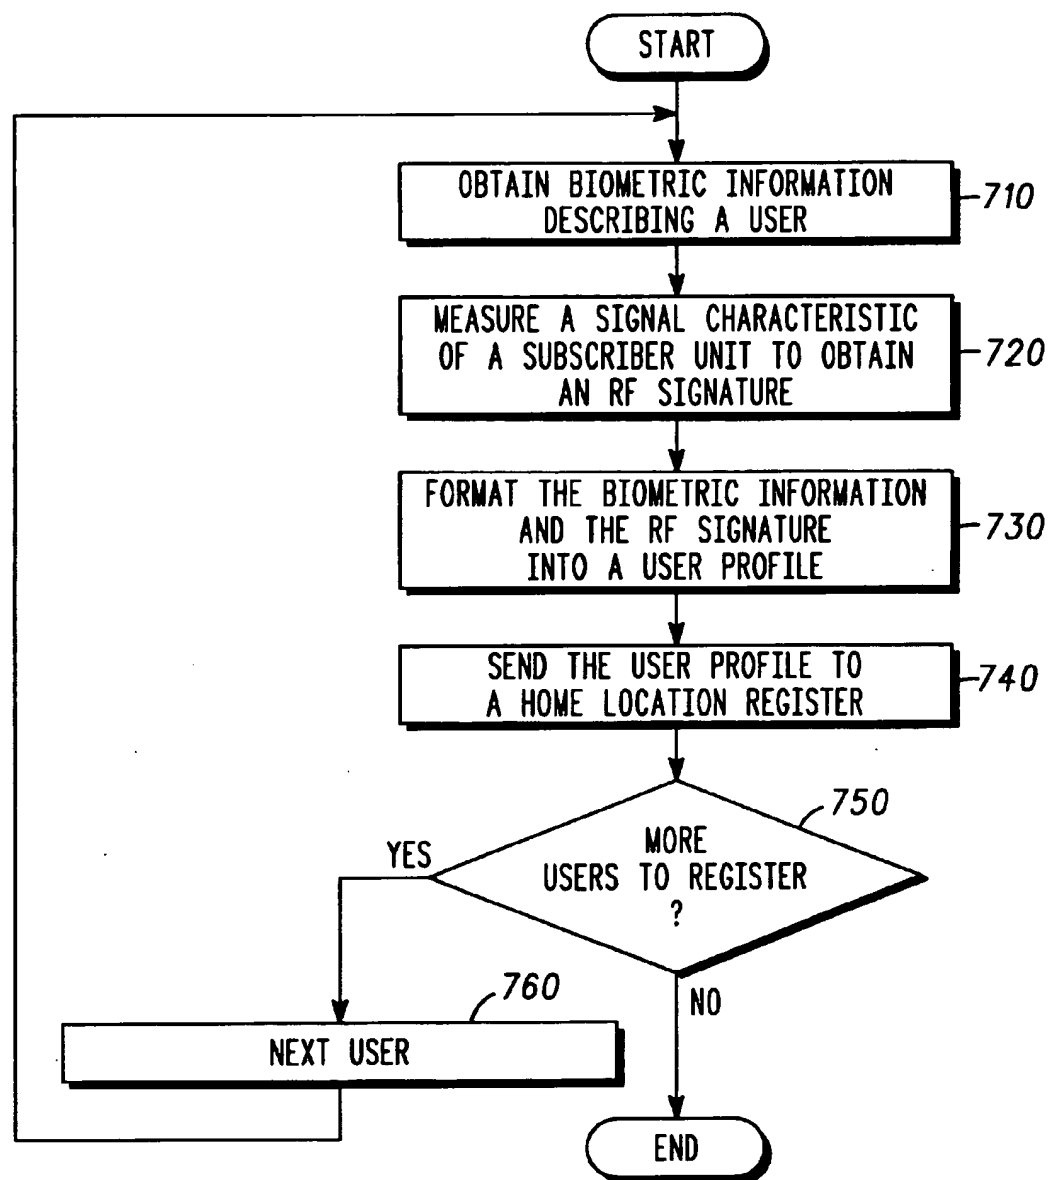 START
OBTAIN BIOMETRIC INFORMATION
DESCRIBING A USER
710
MEASURE A SIGNAL CHARACTERISTIC
OF A SUBSCRIBER UNIT TO OBTAIN
AN RF SIGNATURE
720
FORMAT THE BIOMETRIC INFORMATION
AND THE RF SIGNATURE
INTO A USER PROFILE
730
SEND THE USER PROFILE TO
A HOME LOCATION REGISTER
740
750
MORE
USERS TO REGISTER
?
YES
NO
760
NEXT USER
END